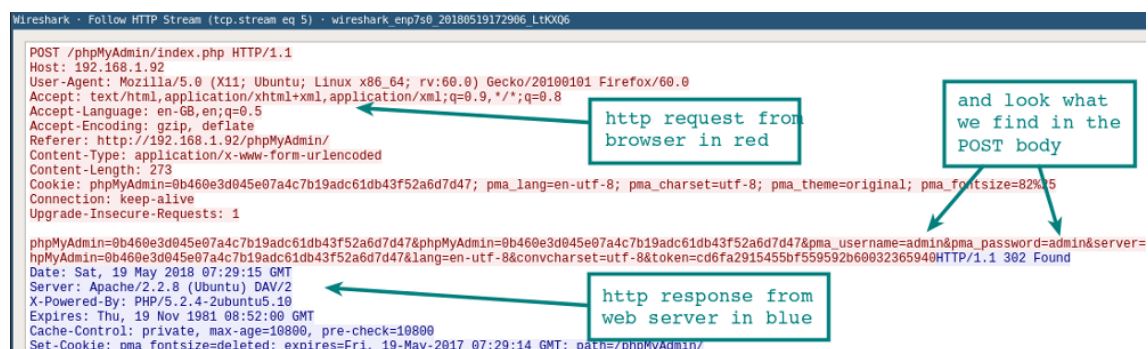 Wireshark · Follow HTTP Stream (tcp.stream eq 5) · wireshark_enp7s0_20180519172906_LtKXQ6
POST /phpMyAdmin/index.php HTTP/1.1
Host: 192.168.1.92
User-Agent: Mozilla/5.0 (X11; Ubuntu; Linux x86_64; rv:60.0) Gecko/20100101 Firefox/60.0
Accept: text/html,application/xhtml+xml,application/xml;q=0.9,*/*;q=0.8
Accept-Language: en-GB,en;q=0.5
Accept-Encoding: gzip, deflate
Referer: http://192.168.1.92/phpMyAdmin/
Content-Type: application/x-www-form-urlencoded
Content-Length: 273
Cookie: phpMyAdmin=0b460e3d045e07a4c7b19adc61db43f52a6d7d47; pma_lang=en-utf-8; pma_charset=utf-8; pma_theme=original; pma_fontsize=82%25
Connection: keep-alive
Upgrade-Insecure-Requests: 1
http request from
browser in red
and look what
we find in the
POST body
phpMyAdmin=0b460e3d045e07a4c7b19adc61db43f52a6d7d47&phpMyAdmin=0b460e3d045e07a4c7b19adc61db43f52a6d7d47&pma_username=admin&pma_password=admin&server=
hpMyAdmin=0b460e3d045e07a4c7b19adc61db43f52a6d7d47&lang=en-utf-8&convcharset=utf-8&token=cd6fa2915455bf559592b60032365940HTTP/1.1 302 Found
Date: Sat, 19 May 2018 07:29:15 GMT
Server: Apache/2.2.8 (Ubuntu) DAV/2
X-Powered-By: PHP/5.2.4-2ubuntu5.10
Expires: Thu, 19 Nov 1981 08:52:00 GMT
Cache-Control: private, max-age=10800, pre-check=10800
Set-Cookie: pma_fontsize=deleted; expires=Fri, 19-May-2017 07:29:14 GMT; path=/phpMyAdmin/
http response from
web server in blue